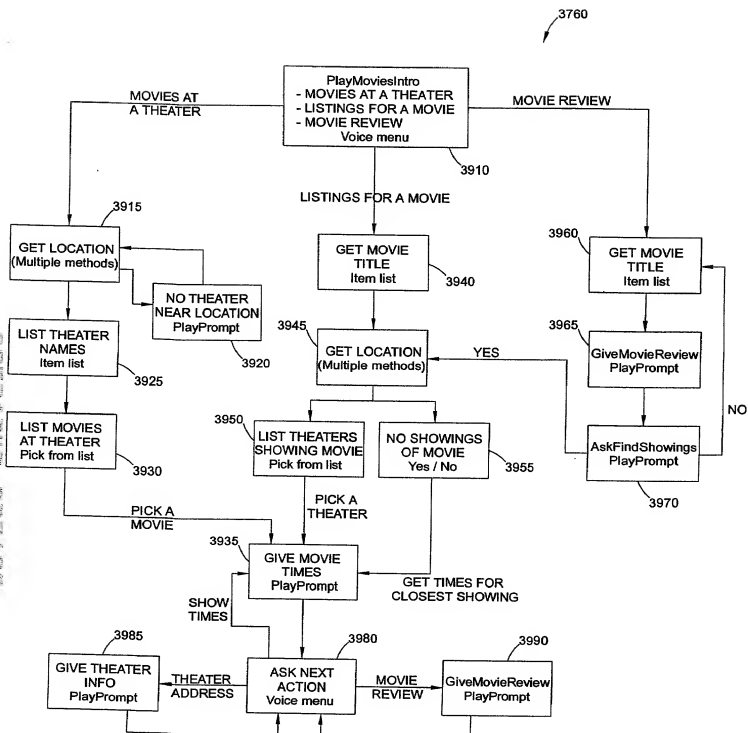 3760
PlayMoviesIntro
- MOVIES AT A THEATER
- LISTINGS FOR A MOVIE
- MOVIE REVIEW
Voice menu
3910
MOVIES AT
A THEATER
MOVIE REVIEW
LISTINGS FOR A MOVIE
3915
GET LOCATION
(Multiple methods)
NO THEATER
NEAR LOCATION
PlayPrompt
3920
LIST THEATER
NAMES
Item list
3925
LIST MOVIES
AT THEATER
Pick from list
3930
PICK A
MOVIE
GET MOVIE
TITLE
Item list
3940
3945
GET LOCATION
(Multiple methods)
YES
3950
LIST THEATERS
SHOWING MOVIE
Pick from list
NO SHOWINGS
OF MOVIE
Yes / No
3955
PICK A
THEATER
3960
GET MOVIE
TITLE
Item list
3965
GiveMovieReview
PlayPrompt
NO
AskFindShowings
PlayPrompt
3970
3935
GIVE MOVIE
TIMES
PlayPrompt
GET TIMES FOR
CLOSEST SHOWING
SHOW
TIMES
3985
GIVE THEATER
INFO
PlayPrompt
THEATER
ADDRESS
3980
ASK NEXT
ACTION
Voice menu
MOVIE
REVIEW
3990
GiveMovieReview
PlayPrompt